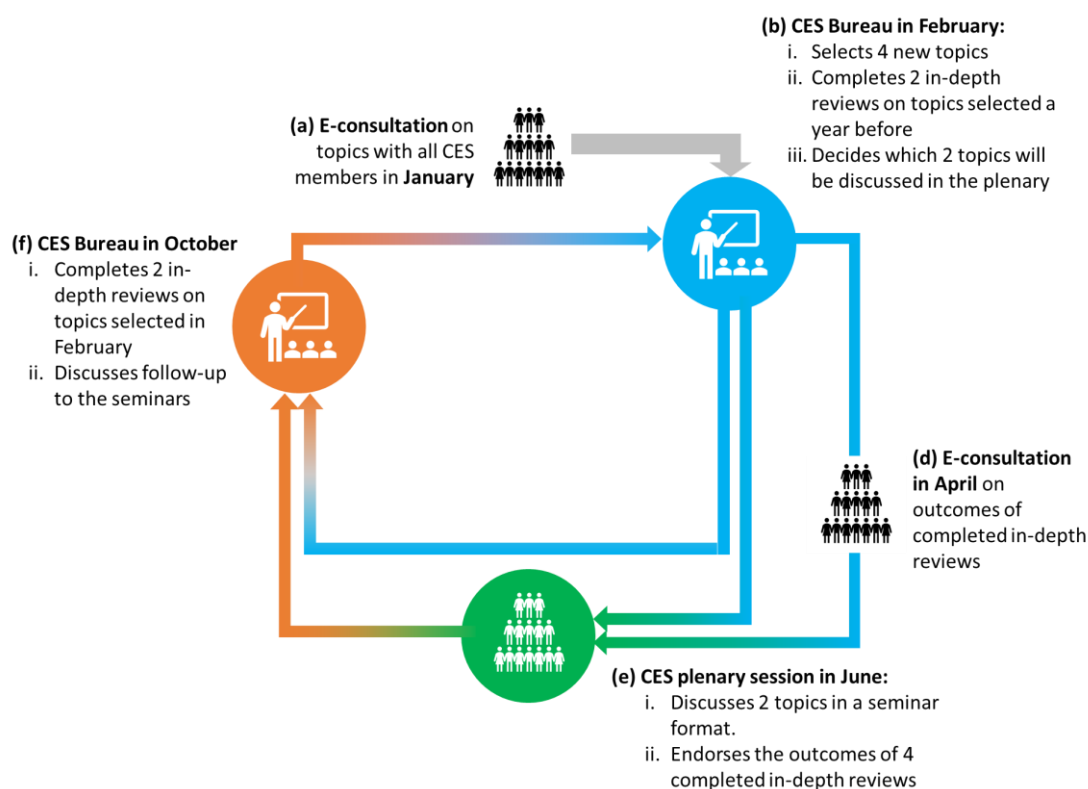 (b) CES Bureau in February:
i. Selects 4 new topics
ii. Completes 2 in-depth
reviews on topics selected a
year before
iii. Decides which 2 topics will
be discussed in the plenary
(a) E-consultation on
topics with all CES
members in January
(f) CES Bureau in October
i. Completes 2 in-
depth reviews on
topics selected in
February
ii. Discusses follow-up
to the seminars
(d) E-consultation
in April on
outcomes of
completed in-depth
reviews
(e) CES plenary session in June:
i. Discusses 2 topics in a seminar
format.
ii. Endorses the outcomes of 4
completed in-depth reviews